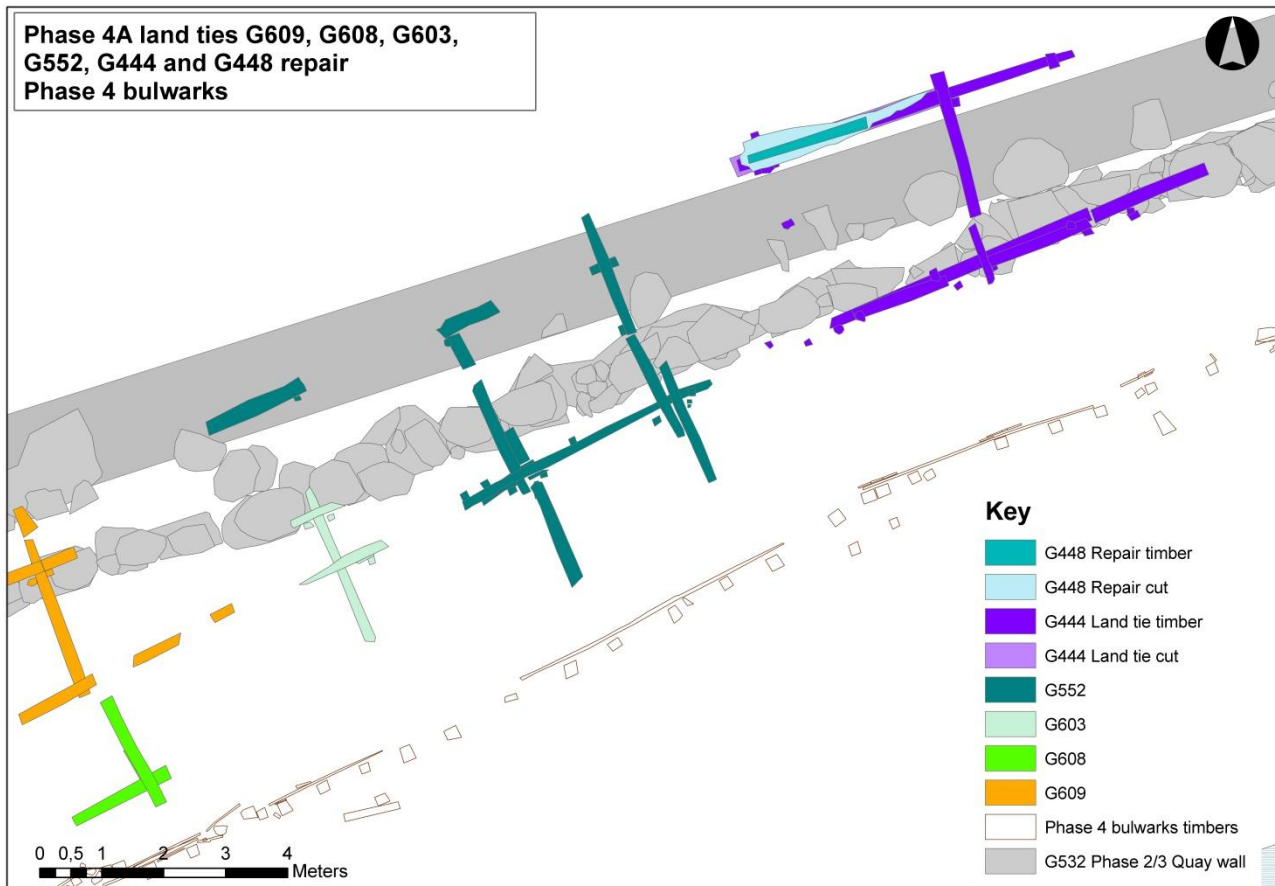 Phase 4A land ties G609, G608, G603,
G552, G444 and G448 repair
Phase 4 bulwarks
Key
G448 Repair timber
G448 Repair cut
G444 Land tie timber
G444 Land tie cut
G552
G603
G608
G609
Phase 4 bulwarks timbers
G532 Phase 2/3 Quay wall
0 0,5 1 2 3 4
Meters